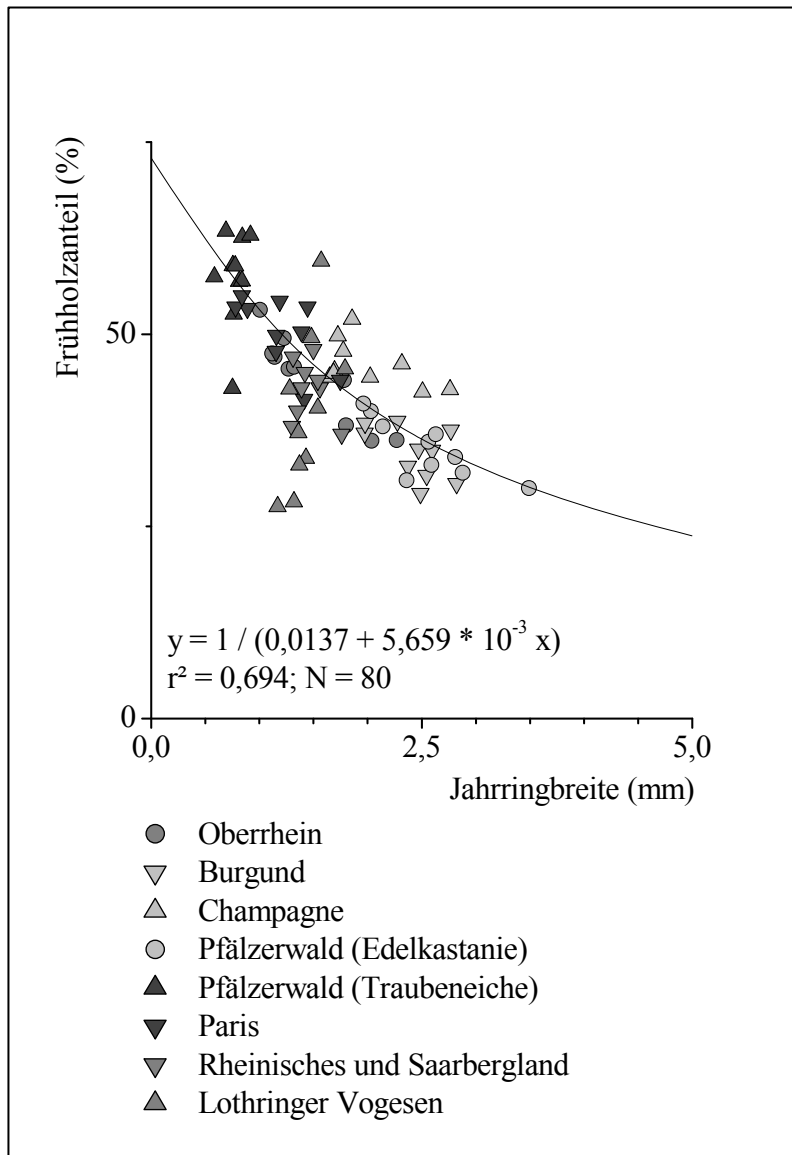 Frühholzanteil (%)
50
0
y = 1 / (0,0137 + 5,659 * 10⁻³ x)
r² = 0,694; N = 80
0,0 2,5 5,0
Jahrringbreite (mm)
Oberrhein
Burgund
Champagne
Pfälzerwald (Edelkastanie)
Pfälzerwald (Traubeneiche)
Paris
Rheinisches und Saarbergland
Lothringer Vogesen